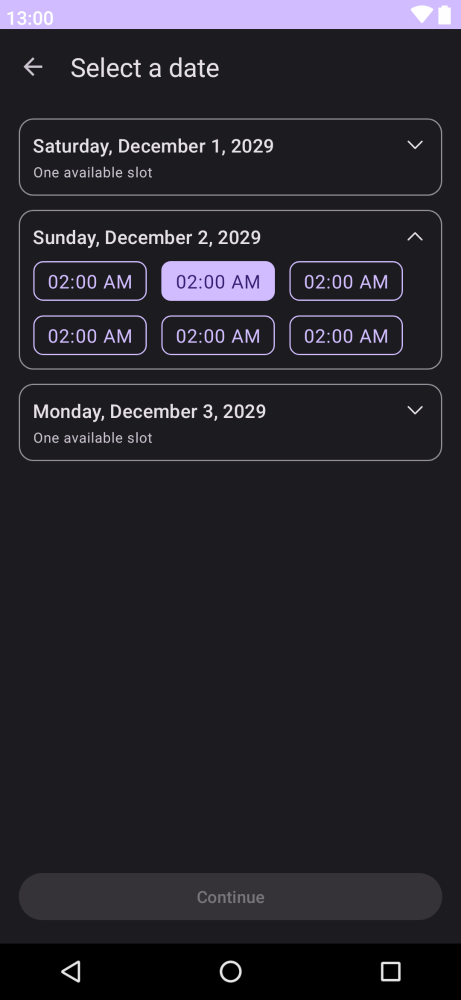 13:00
Select a date
Saturday, December 1, 2029
One available slot
Sunday, December 2, 2029
02:00 AM 02:00 AM 02:00 AM
02:00 AM 02:00 AM 02:00 AM
Monday, December 3, 2029
One available slot
Continue